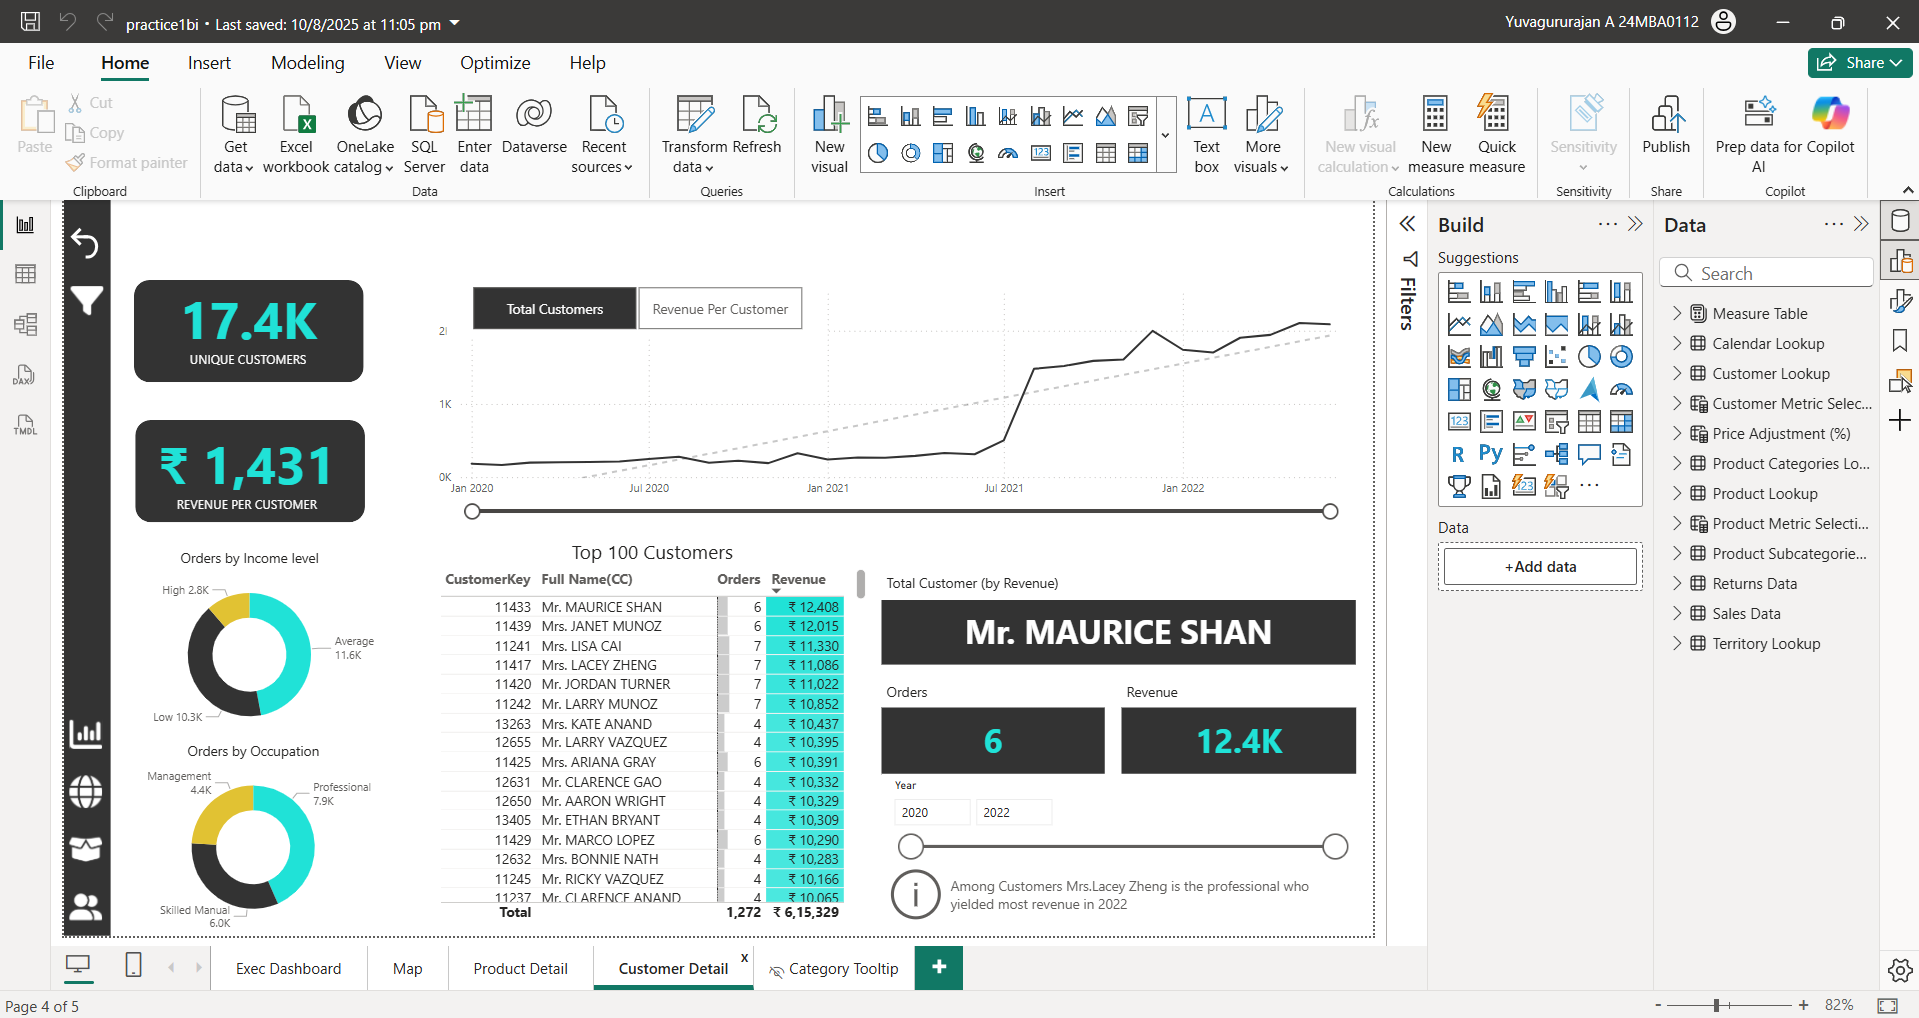 practice1bi • Last saved: 10/8/2025 at 11:05 pm
Yuvagururajan A 24MBA0112
File Home Insert Modeling View Optimize Help
Share
Paste
Cut
Copy
Format painter
Clipboard
Get data
Excel workbook
OneLake catalog
SQL Server
Enter data
Dataverse
Recent sources
Data
Transform data
Refresh
Queries
New visual
Text box
More visuals
Insert
New visual calculation
New measure
Quick measure
Calculations
Sensitivity
Sensitivity
Publish
Share
Prep data for AI
Copilot
Copilot
17.4K
UNIQUE CUSTOMERS
₹ 1,431
REVENUE PER CUSTOMER
Total Customers
Revenue Per Customer
1K
0K
Jan 2020
Jul 2020
Jan 2021
Jul 2021
Jan 2022
Orders by Income level
High 2.8K
Average
11.6K
Low 10.3K
Orders by Occupation
Management
4.4K
Professional
7.9K
Skilled Manual
6.0K
Top 100 Customers
CustomerKey Full Name(CC) Orders Revenue
11433 Mr. MAURICE SHAN 6 ₹ 12,408
11439 Mrs. JANET MUNOZ 6 ₹ 12,015
11241 Mrs. LISA CAI 7 ₹ 11,330
11417 Mrs. LACEY ZHENG 7 ₹ 11,086
11420 Mr. JORDAN TURNER 7 ₹ 11,022
11242 Mr. LARRY MUNOZ 7 ₹ 10,852
13263 Mrs. KATE ANAND 4 ₹ 10,437
12655 Mr. LARRY VAZQUEZ 4 ₹ 10,395
11425 Mrs. ARIANA GRAY 6 ₹ 10,391
12631 Mr. CLARENCE GAO 4 ₹ 10,332
12650 Mr. AARON WRIGHT 4 ₹ 10,329
13405 Mr. ETHAN BRYANT 4 ₹ 10,309
11429 Mr. MARCO LOPEZ 6 ₹ 10,290
12632 Mrs. BONNIE NATH 4 ₹ 10,283
11245 Mr. RICKY VAZQUEZ 4 ₹ 10,166
11237 Mr. CLARENCE ANAND 4 ₹ 10,065
Total 1,272 ₹ 6,15,329
Total Customer (by Revenue)
Mr. MAURICE SHAN
Orders
6
Revenue
12.4K
Year
2020 2022
Among Customers Mrs.Lacey Zheng is the professional who
yielded most revenue in 2022
Filters
Build
Suggestions
123
R
Py
123
Data
+Add data
Data
Search
Measure Table
Calendar Lookup
Customer Lookup
Customer Metric Selec...
Price Adjustment (%)
Product Categories Lo...
Product Lookup
Product Metric Selecti...
Product Subcategorie...
Returns Data
Sales Data
Territory Lookup
DAX
TMDL
Exec Dashboard
Map
Product Detail
Customer Detail
x
Category Tooltip
+
Page 4 of 5
- + 82%